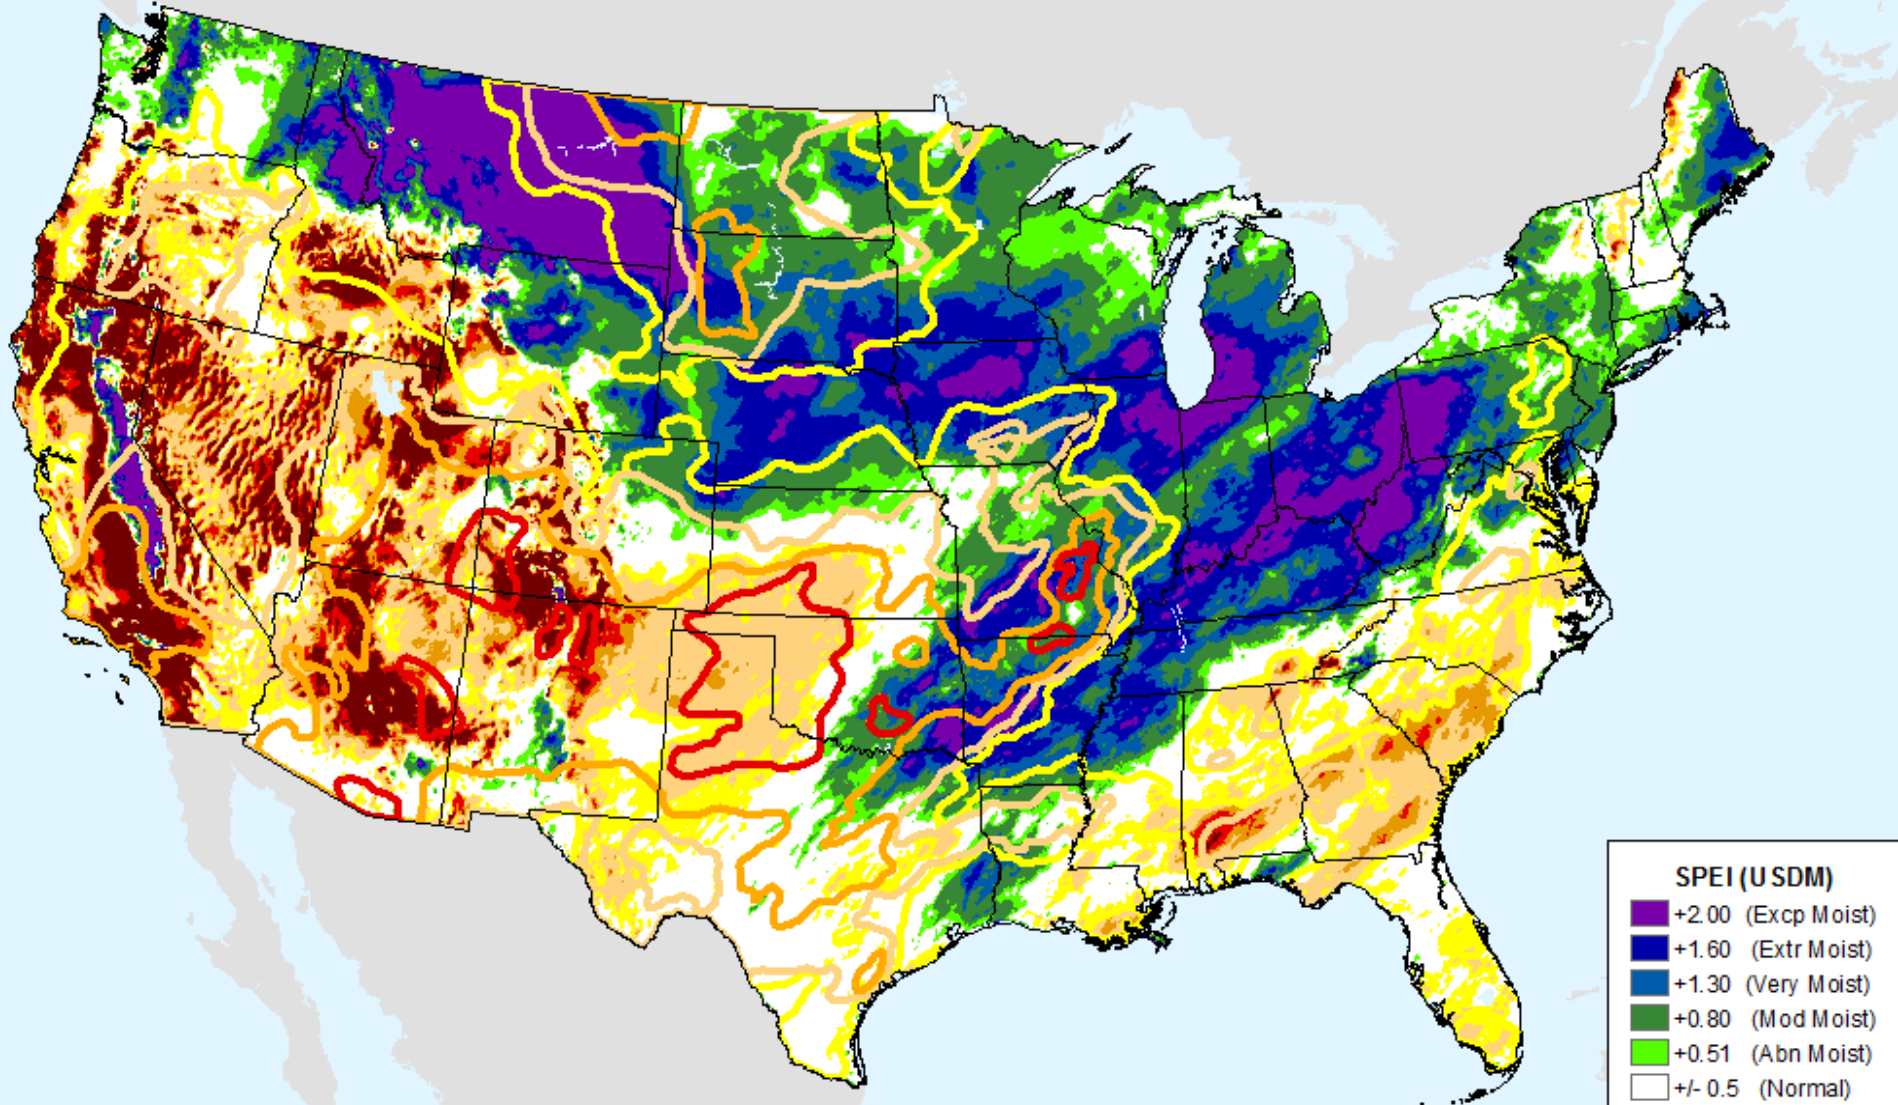 SPEI (USDM)
+2.00 (Excp Moist)
+1.60 (Extr Moist)
+1.30 (Very Moist)
+0.80 (Mod Moist)
+0.51 (Abn Moist)
+/- 0.5 (Normal)